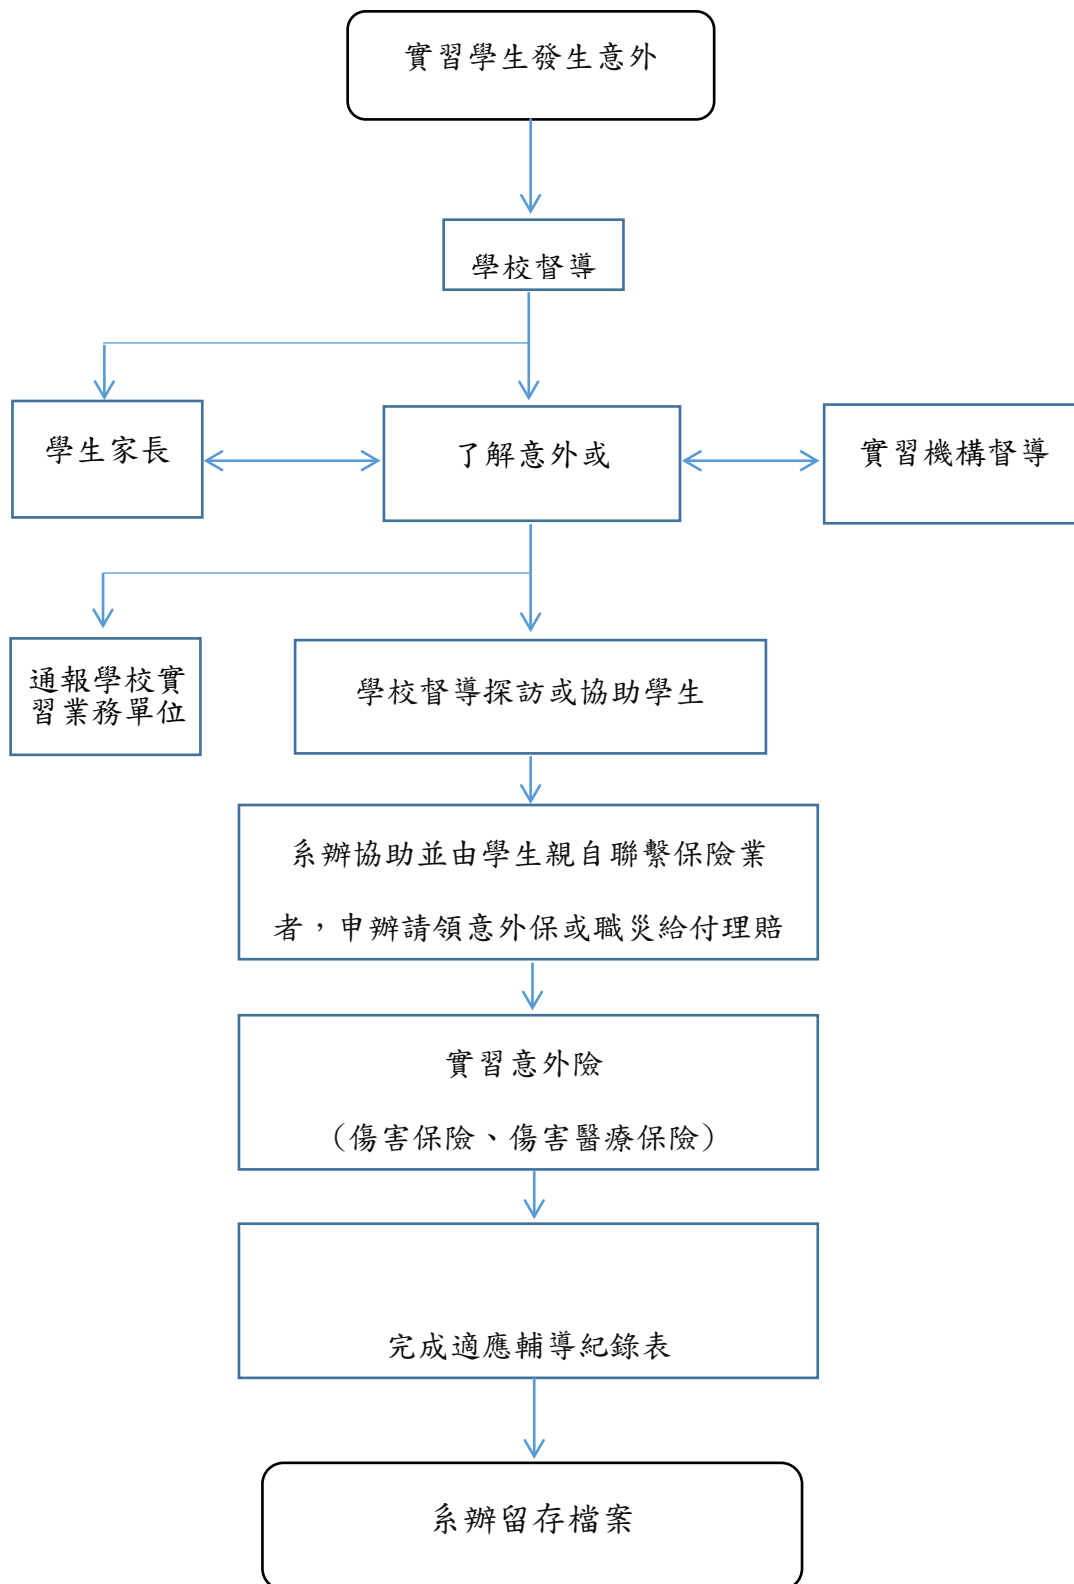 實習學生發生意外
學校督導
學生家長
了解意外或
實習機構督導
通報學校實
習業務單位
學校督導探訪或協助學生
系辦協助並由學生親自聯繫保險業
者，申辦請領意外保或職災給付理賠
實習意外險
（傷害保險、傷害醫療保險）
完成適應輔導紀錄表
系辦留存檔案